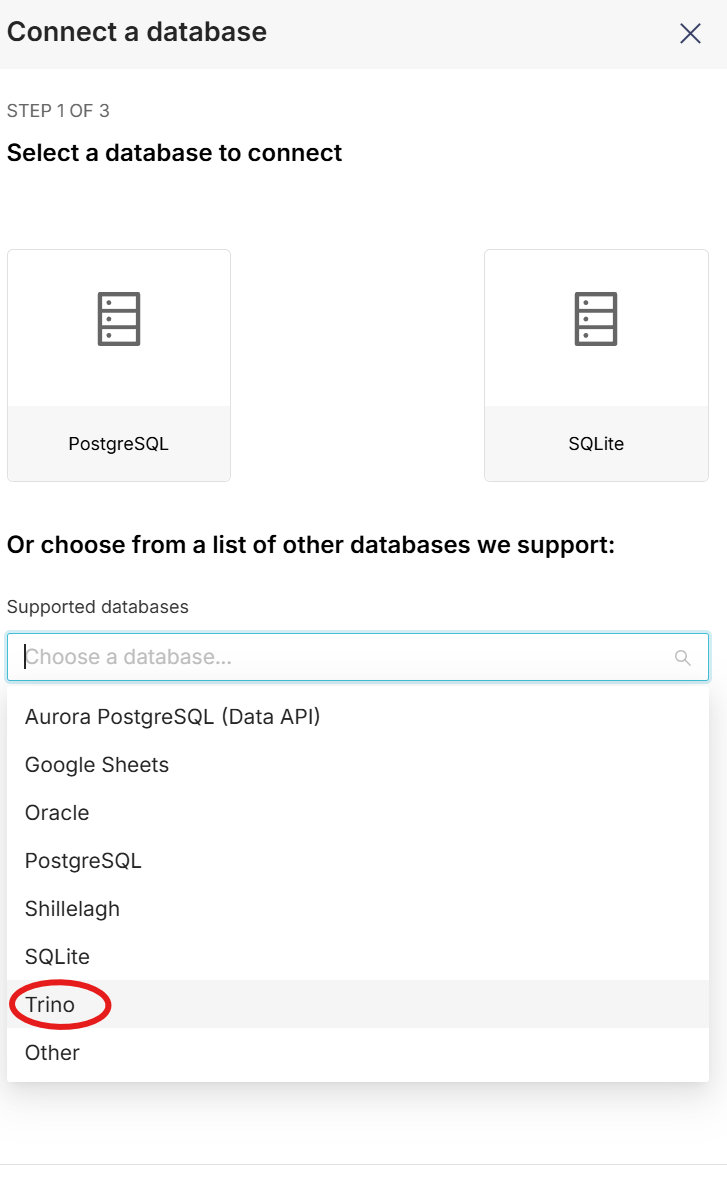 Connect a database
STEP 1 OF 3
Select a database to connect
PostgreSQL
SQLite
Or choose from a list of other databases we support:
Supported databases
Choose a database...
Aurora PostgreSQL (Data API)
Google Sheets
Oracle
PostgreSQL
Shillelagh
SQLite
Trino
Other